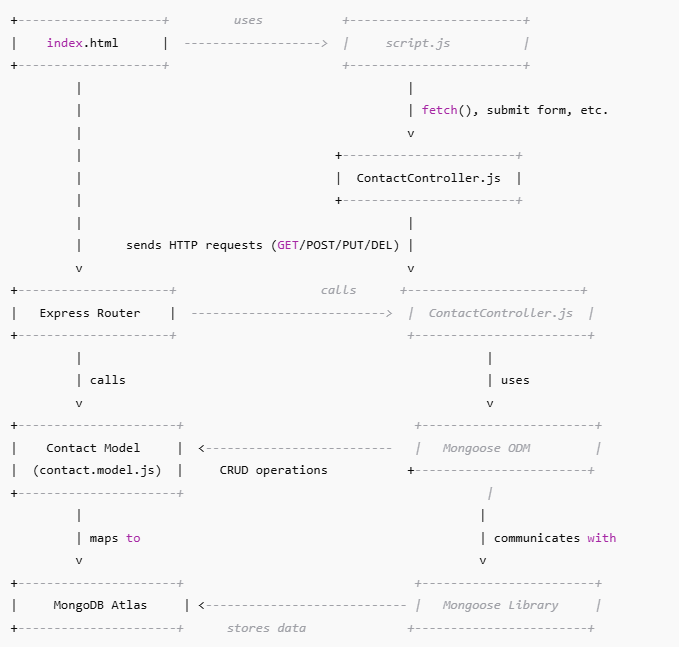 +--------------------+         uses           +------------------------+
|    index.html      |  ------------------->  |     script.js          |
+--------------------+                        +------------------------+
         |                                             |
         |                                             | fetch(), submit form, etc.
         |                                             v
         |                                   +------------------------+
         |                                   |  ContactController.js  |
         |                                   +------------------------+
         |                                             |
         |      sends HTTP requests (GET/POST/PUT/DEL) |
         v                                             v
+---------------------+                    calls      +------------------------+
|   Express Router    |  --------------------------->  |  ContactController.js  |
+---------------------+                                +------------------------+
         |                                                        |
         | calls                                                  | uses
         v                                                        v
+----------------------+                                +------------------------+
|    Contact Model     |  <--------------------------   |   Mongoose ODM         |
|  (contact.model.js)  |     CRUD operations           +------------------------+
+----------------------+                                          |
         |                                                       |
         | maps to                                               | communicates with
         v                                                       v
+----------------------+                                +------------------------+
|     MongoDB Atlas     | <---------------------------- |   Mongoose Library     |
+----------------------+      stores data              +------------------------+